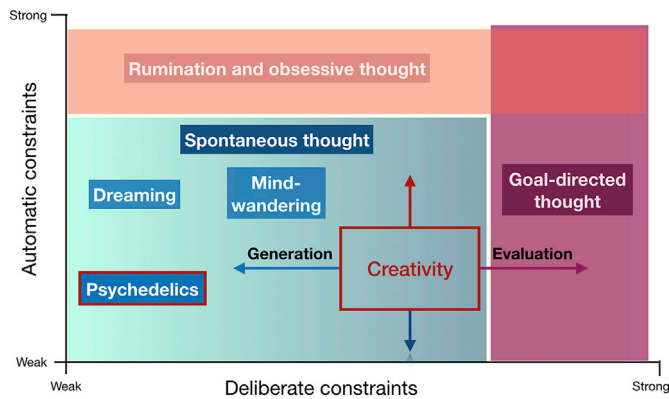 Strong
Rumination and obsessive thought
Spontaneous thought
Dreaming
Mind-
wandering
Goal-directed
thought
Generation
Evaluation
Creativity
Psychedelics
Automatic constraints
Weak
Weak
Strong
Deliberate constraints